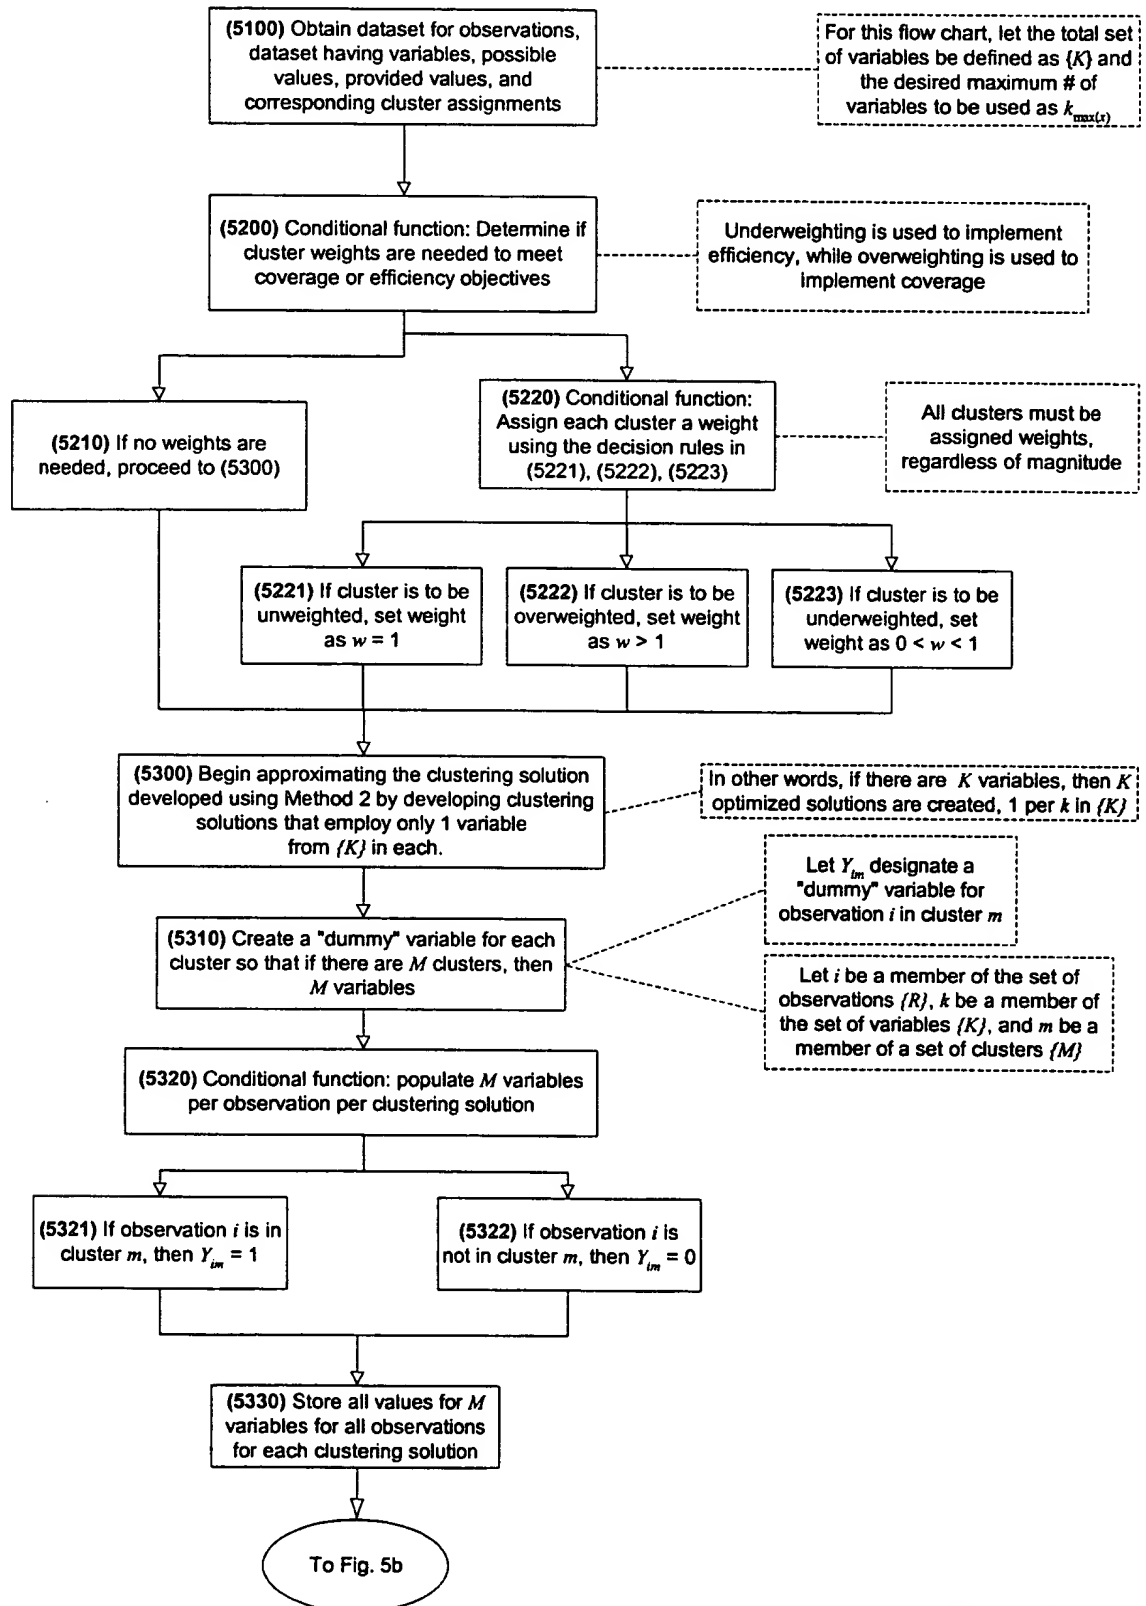 (5100) Obtain dataset for observations,
dataset having variables, possible
values, provided values, and
corresponding cluster assignments
For this flow chart, let the total set
of variables be defined as {K} and
the desired maximum # of
variables to be used as k_max(x)
(5200) Conditional function: Determine if
cluster weights are needed to meet
coverage or efficiency objectives
Underweighting is used to implement
efficiency, while overweighting is used to
implement coverage
(5210) If no weights are
needed, proceed to (5300)
(5220) Conditional function:
Assign each cluster a weight
using the decision rules in
(5221), (5222), (5223)
All clusters must be
assigned weights,
regardless of magnitude
(5221) If cluster is to be
unweighted, set weight
as w = 1
(5222) If cluster is to be
overweighted, set weight
as w > 1
(5223) If cluster is to be
underweighted, set
weight as 0 < w < 1
(5300) Begin approximating the clustering solution
developed using Method 2 by developing clustering
solutions that employ only 1 variable
from {K} in each.
In other words, if there are K variables, then K
optimized solutions are created, 1 per k in {K}
Let Y_im designate a
"dummy" variable for
observation i in cluster m
(5310) Create a "dummy" variable for each
cluster so that if there are M clusters, then
M variables
Let i be a member of the set of
observations {R}, k be a member of
the set of variables {K}, and m be a
member of a set of clusters {M}
(5320) Conditional function: populate M variables
per observation per clustering solution
(5321) If observation i is in
cluster m, then Y_im = 1
(5322) If observation i is
not in cluster m, then Y_im = 0
(5330) Store all values for M
variables for all observations
for each clustering solution
To Fig. 5b